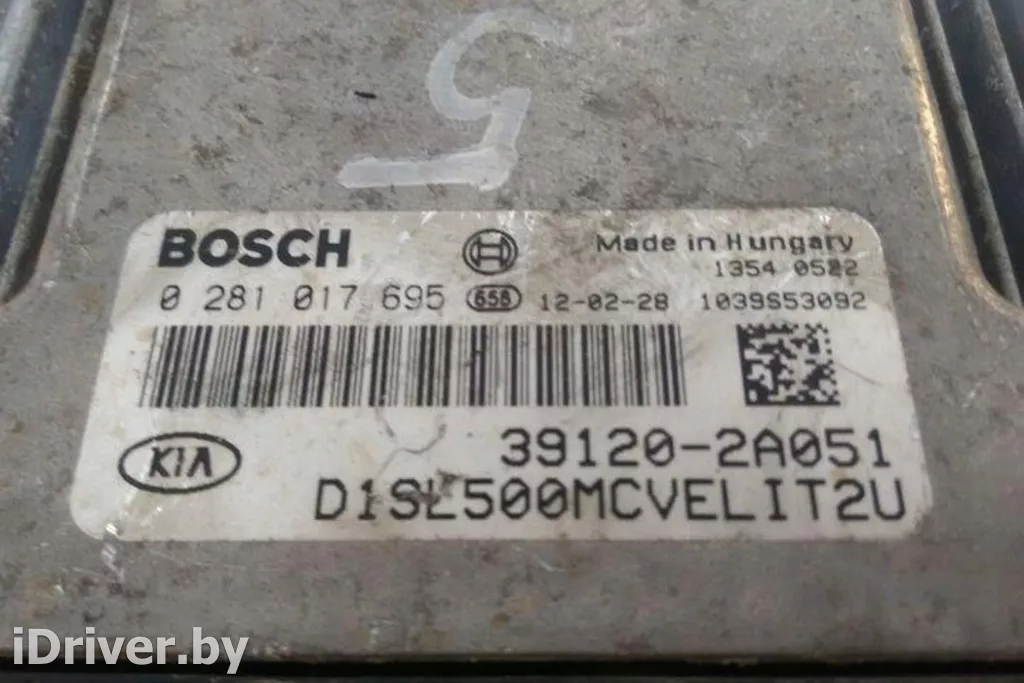 5
BOSCH
Made in Hungary
1354 0522
0 281 017 695 658 12-02-28 1039S53092
KIA
39120-2A051
D1SL500MCVELIT2U
iDriver.by